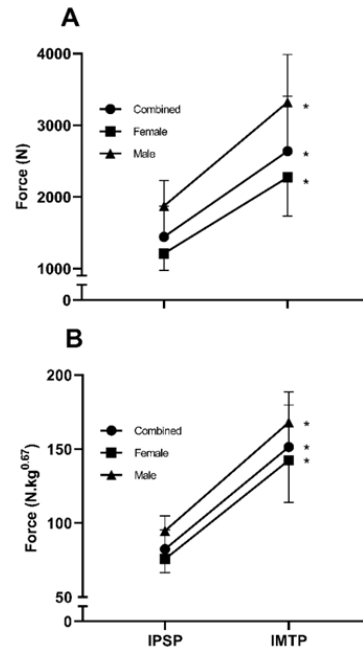 A
Force (N)
4000
3000
2000
1000
0
Combined
Female
Male
*
*
*
B
Force (N.kg0.67)
200
150
100
50
0
Combined
Female
Male
*
*
*
IPSP IMTP